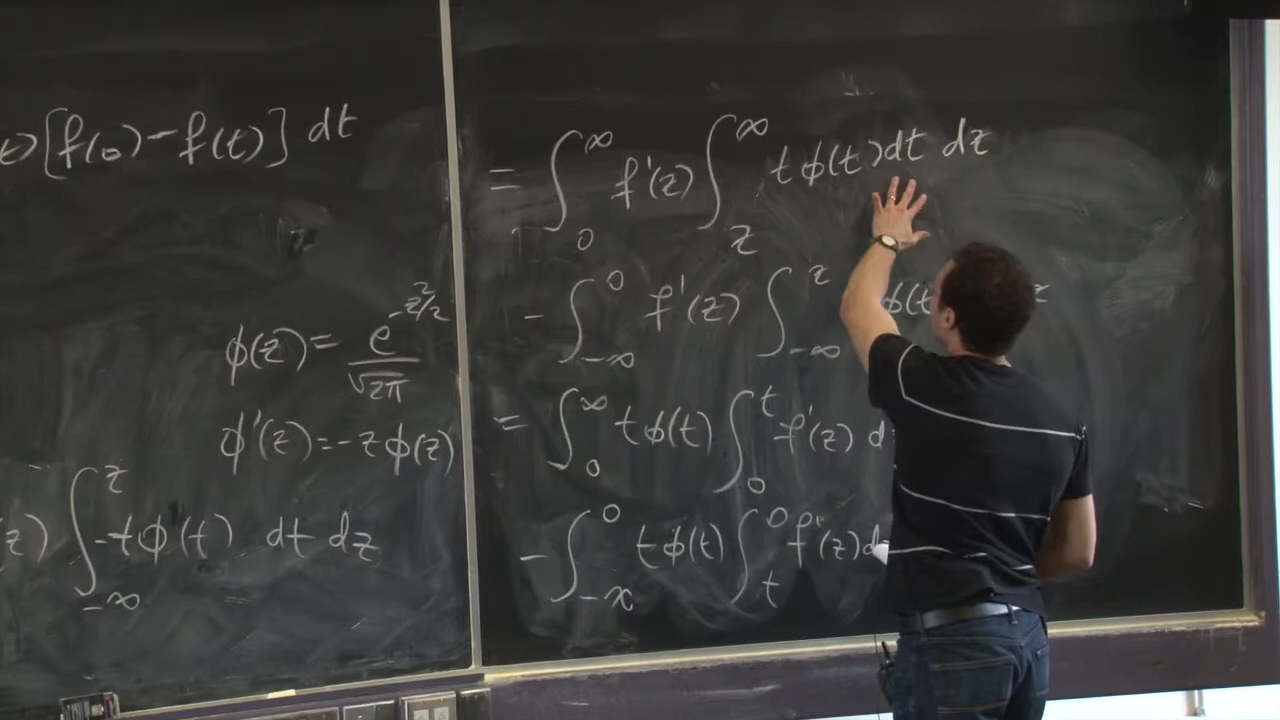 t)[f(0)-f(t)] dt
φ(z)= e^{-z²/2} / √2π
φ'(z)=-zφ(z)
z) ∫_{-∞}^{z} -tφ(t) dt dz
= ∫_0^∞ f'(z) ∫_z^∞ tφ(t)dt dz
- ∫_{-∞}^0 f'(z) ∫_{-∞}^z φ(t z
= ∫_0^∞ tφ(t) ∫_0^t f'(z) d
- ∫_{-∞}^0 tφ(t) ∫_t^0 f'(z)d